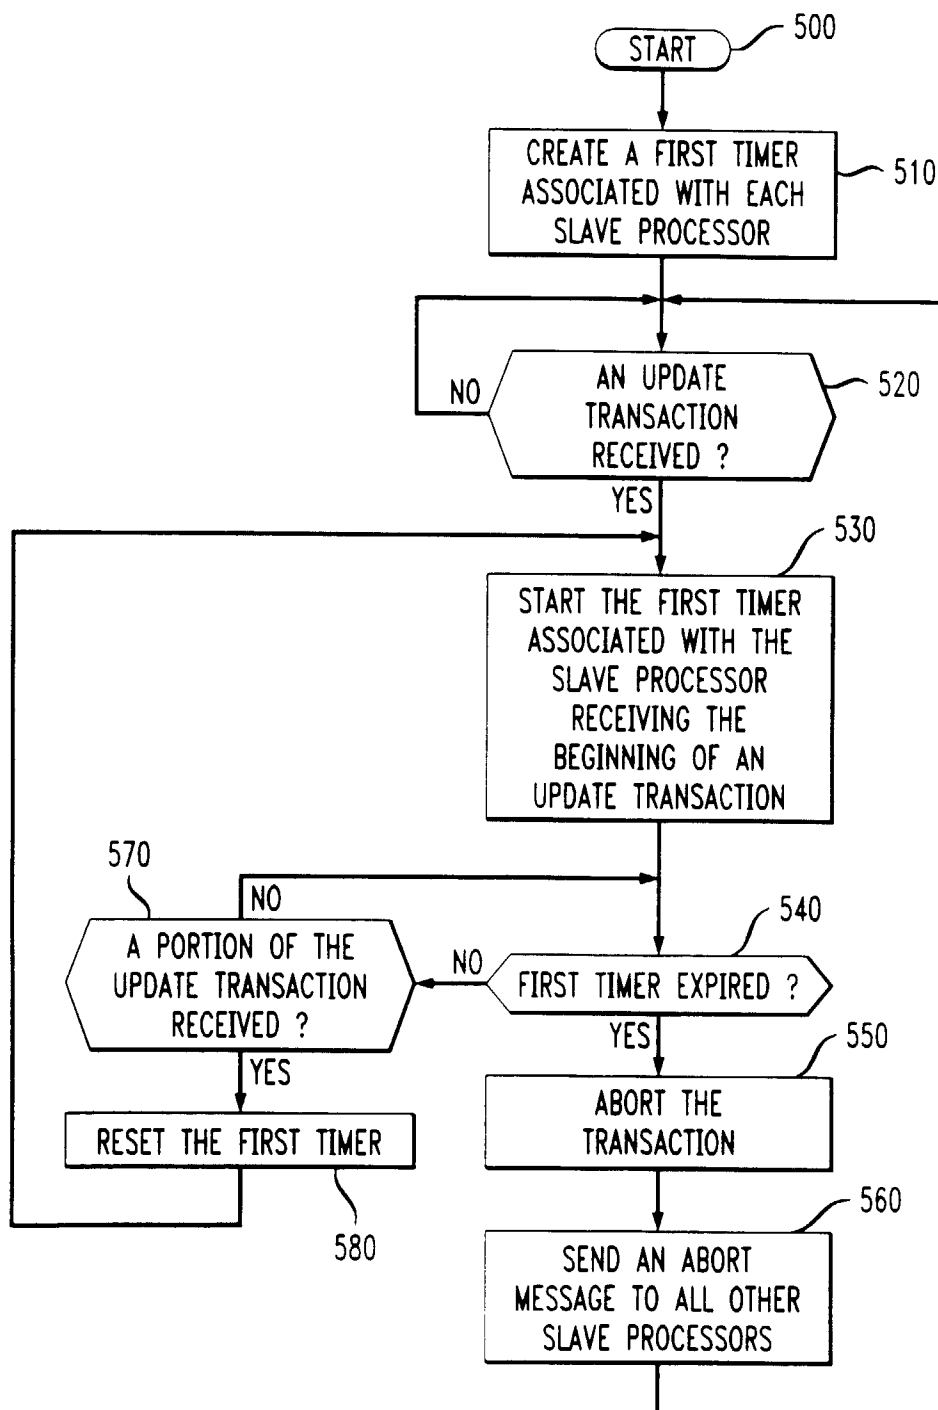 START
500
CREATE A FIRST TIMER
ASSOCIATED WITH EACH
SLAVE PROCESSOR
510
AN UPDATE
TRANSACTION
RECEIVED ?
520
NO
YES
530
START THE FIRST TIMER
ASSOCIATED WITH THE
SLAVE PROCESSOR
RECEIVING THE
BEGINNING OF AN
UPDATE TRANSACTION
570
NO
A PORTION OF THE
UPDATE TRANSACTION
RECEIVED ?
NO
540
FIRST TIMER EXPIRED ?
YES
YES
550
ABORT THE
TRANSACTION
RESET THE FIRST TIMER
580
560
SEND AN ABORT
MESSAGE TO ALL OTHER
SLAVE PROCESSORS